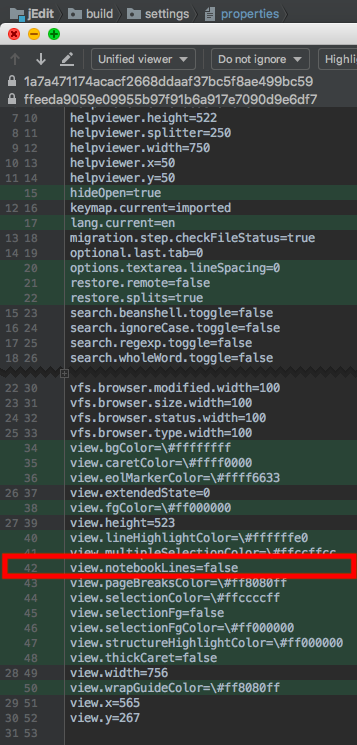 jEdit build settings properties
Unified viewer Do not ignore Highli
1a7a471174acacf2668ddaaf37bc5f8ae499bc59
ffeeda9059e09955b97f91b6a917e7090d9e6df7
7 10 helpviewer.height=522
8 11 helpviewer.splitter=250
9 12 helpviewer.width=750
10 13 helpviewer.x=50
11 14 helpviewer.y=50
15 hideOpen=true
12 16 keymap.current=imported
17 lang.current=en
13 18 migration.step.checkFileStatus=true
14 19 optional.last.tab=0
20 options.textarea.lineSpacing=0
21 restore.remote=false
22 restore.splits=true
15 23 search.beanshell.toggle=false
16 24 search.ignoreCase.toggle=false
17 25 search.regexp.toggle=false
18 26 search.wholeWord.toggle=false
22 30 vfs.browser.modified.width=100
23 31 vfs.browser.size.width=100
24 32 vfs.browser.status.width=100
25 33 vfs.browser.type.width=100
34 view.bgColor=\#ffffffff
35 view.caretColor=\#ffff0000
36 view.eolMarkerColor=\#ffff6633
26 37 view.extendedState=0
38 view.fgColor=\#ff000000
27 39 view.height=523
40 view.lineHighlightColor=\#ffffffe0
41 view.multipleSelectionColor=\#ffccffcc
42 view.notebookLines=false
43 view.pageBreaksColor=\#ff8080ff
44 view.selectionColor=\#ffccccff
45 view.selectionFg=false
46 view.selectionFgColor=\#ff000000
47 view.structureHighlightColor=\#ff000000
48 view.thickCaret=false
28 49 view.width=756
50 view.wrapGuideColor=\#ff8080ff
29 51 view.x=565
30 52 view.y=267
31 53